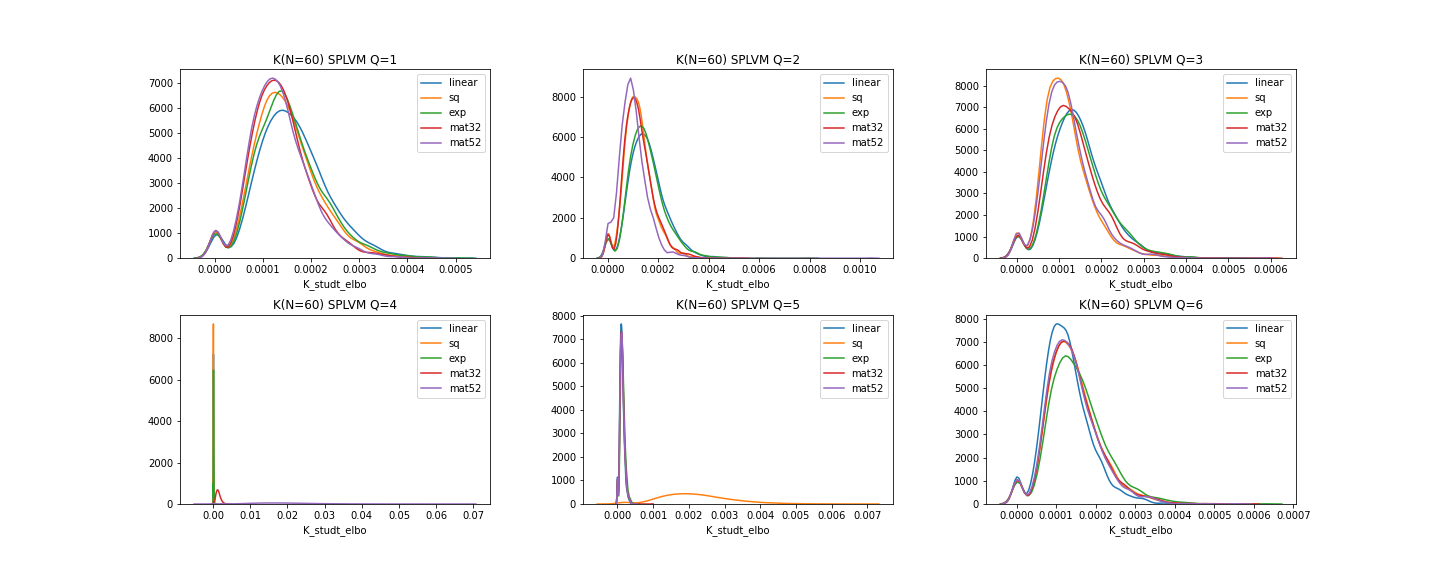 K(N=60) SPLVM Q=1
7000
6000
5000
4000
3000
2000
1000
0
0.0000 0.0001 0.0002 0.0003 0.0004 0.0005
K_studt_elbo
linear
sq
exp
mat32
mat52
K(N=60) SPLVM Q=2
8000
6000
4000
2000
0
0.0000 0.0002 0.0004 0.0006 0.0008 0.0010
K_studt_elbo
linear
sq
exp
mat32
mat52
K(N=60) SPLVM Q=3
8000
7000
6000
5000
4000
3000
2000
1000
0
0.0000 0.0001 0.0002 0.0003 0.0004 0.0005 0.0006
K_studt_elbo
linear
sq
exp
mat32
mat52
K(N=60) SPLVM Q=4
8000
6000
4000
2000
0
0.00 0.01 0.02 0.03 0.04 0.05 0.06 0.07
K_studt_elbo
linear
sq
exp
mat32
mat52
K(N=60) SPLVM Q=5
8000
7000
6000
5000
4000
3000
2000
1000
0
0.000 0.001 0.002 0.003 0.004 0.005 0.006 0.007
K_studt_elbo
linear
sq
exp
mat32
mat52
K(N=60) SPLVM Q=6
8000
7000
6000
5000
4000
3000
2000
1000
0
0.0000 0.0001 0.0002 0.0003 0.0004 0.0005 0.0006 0.0007
K_studt_elbo
linear
sq
exp
mat32
mat52